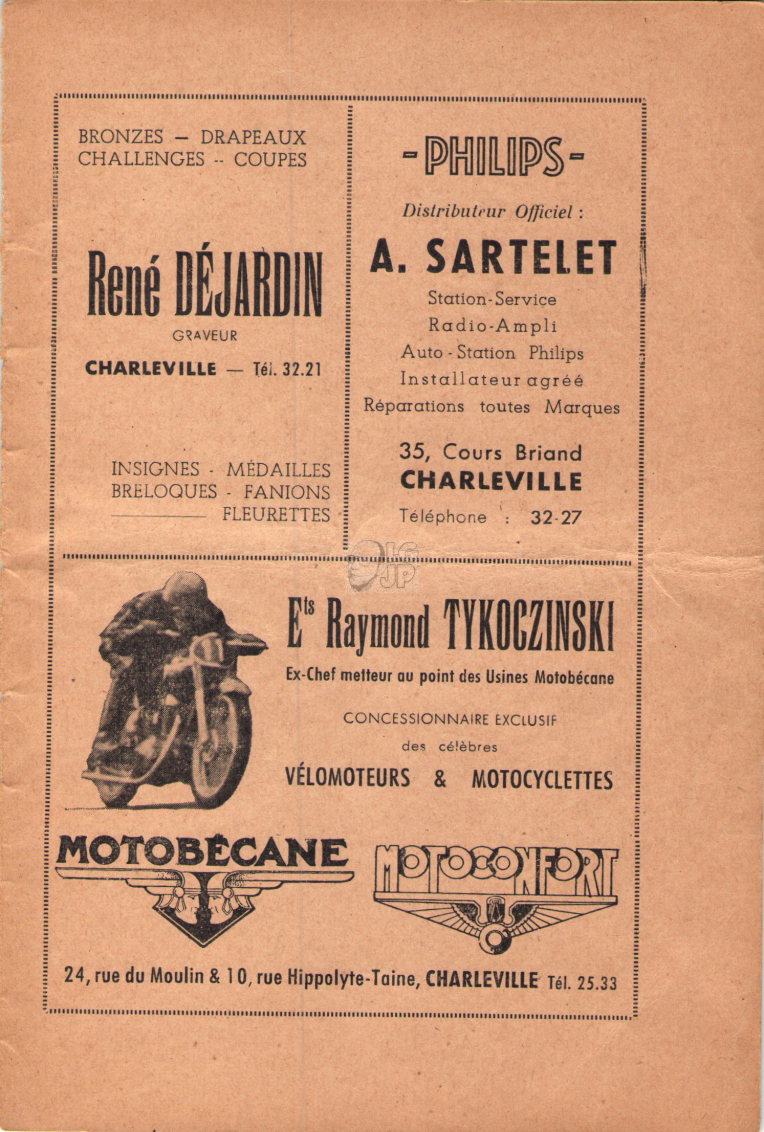 BRONZES — DRAPEAUX
CHALLENGES -- COUPES
René DÉJARDIN
GRAVEUR
CHARLEVILLE — Tél. 32.21
INSIGNES - MÉDAILLES
BRELOQUES - FANIONS
FLEURETTES
-PHILIPS-
Distributeur Officiel :
A. SARTELET
Station-Service
Radio-Ampli
Auto-Station Philips
Installateur agréé
Réparations toutes Marques
35, Cours Briand
CHARLEVILLE
Téléphone : 32-27
LG
JP
Ets Raymond TYKOCZINSKI
Ex-Chef metteur au point des Usines Motobécane
CONCESSIONNAIRE EXCLUSIF
des célèbres
VÉLOMOTEURS & MOTOCYCLETTES
MOTOBÉCANE
MOTOCONFORT
24, rue du Moulin & 10, rue Hippolyte-Taine, CHARLEVILLE Tél. 25.33